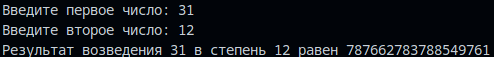 Введите первое число: 31
Введите второе число: 12
Результат возведения 31 в степень 12 равен 787662783788549761